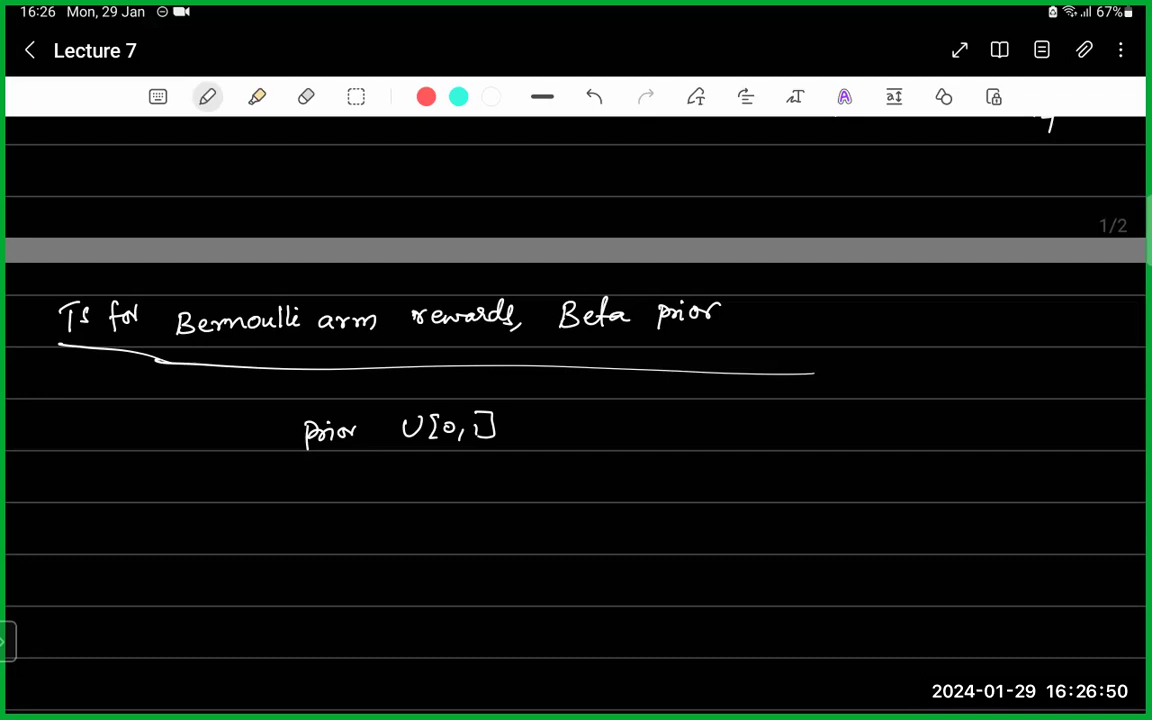 16:26 Mon, 29 Jan 67%
Lecture 7
1/2
Ts for Bernoulli arm rewards, Beta prior
prior U[0,1]
2024-01-29 16:26:50